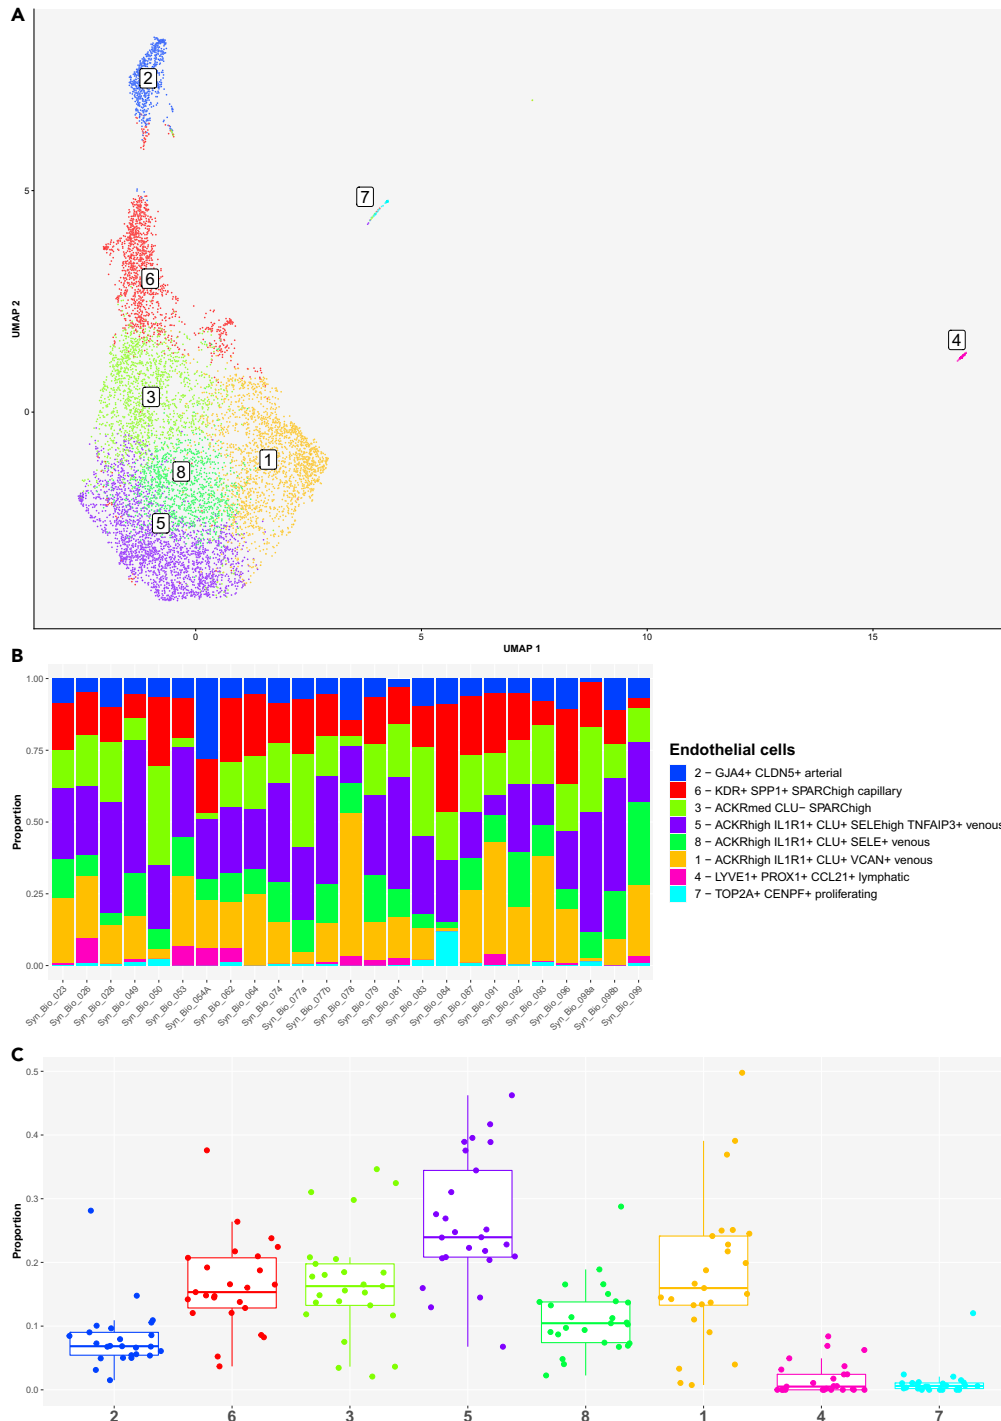 A
2
7
5
6
4
3
8
1
5
0
UMAP 2
0
5
10
15
UMAP 1
B
1.00
0.75
0.50
0.25
0.00
Proportion
Syn_Bio_023
Syn_Bio_026
Syn_Bio_028
Syn_Bio_049
Syn_Bio_050
Syn_Bio_053
Syn_Bio_054A
Syn_Bio_062
Syn_Bio_064
Syn_Bio_074
Syn_Bio_077a
Syn_Bio_077b
Syn_Bio_078
Syn_Bio_079
Syn_Bio_081
Syn_Bio_083
Syn_Bio_084
Syn_Bio_087
Syn_Bio_091
Syn_Bio_092
Syn_Bio_093
Syn_Bio_096
Syn_Bio_098a
Syn_Bio_098b
Syn_Bio_099
Endothelial cells
2 − GJA4+ CLDN5+ arterial
6 − KDR+ SPP1+ SPARChigh capillary
3 − ACKRmed CLU− SPARChigh
5 − ACKRhigh IL1R1+ CLU+ SELEhigh TNFAIP3+ venous
8 − ACKRhigh IL1R1+ CLU+ SELE+ venous
1 − ACKRhigh IL1R1+ CLU+ VCAN+ venous
4 − LYVE1+ PROX1+ CCL21+ lymphatic
7 − TOP2A+ CENPF+ proliferating
C
0.5
0.4
0.3
0.2
0.1
0.0
Proportion
2
6
3
5
8
1
4
7